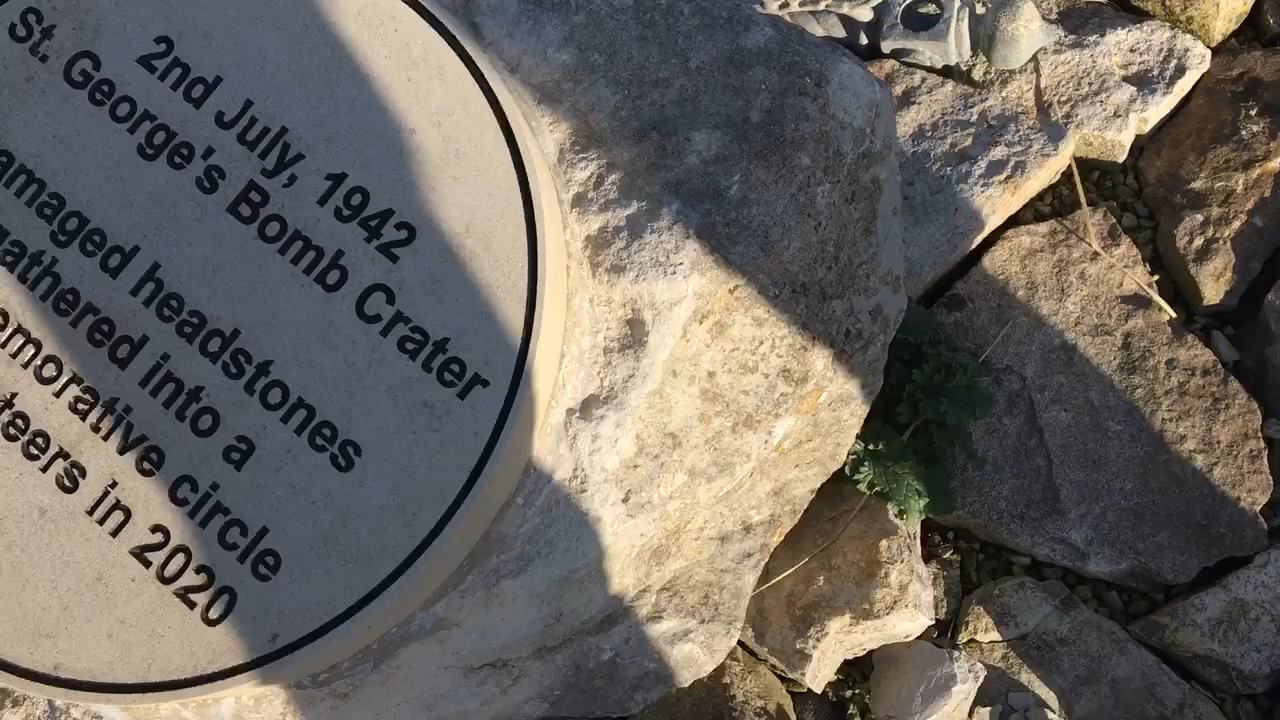 2nd July, 1942
St. George's Bomb Crater
amaged headstones
athered into a
emorative circle
teers in 2020